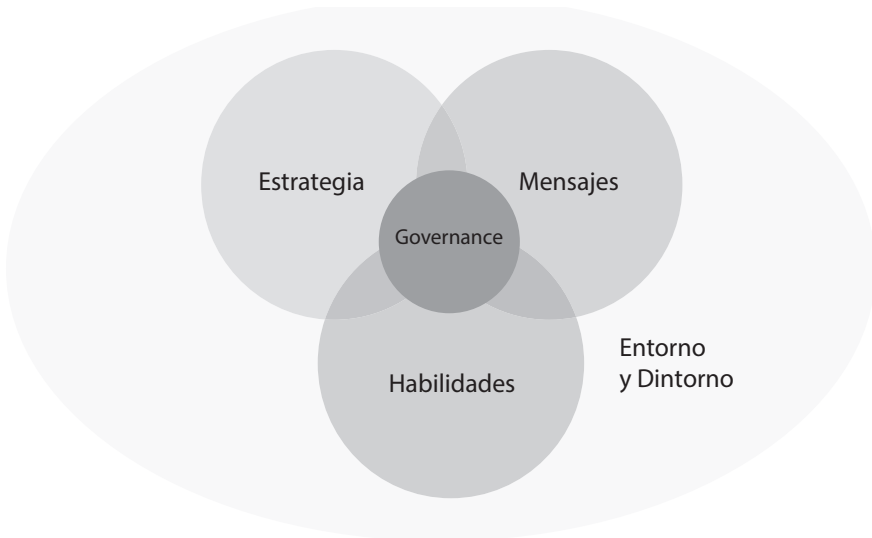 Estrategia
Mensajes
Governance
Entorno
y Dintorno
Habilidades